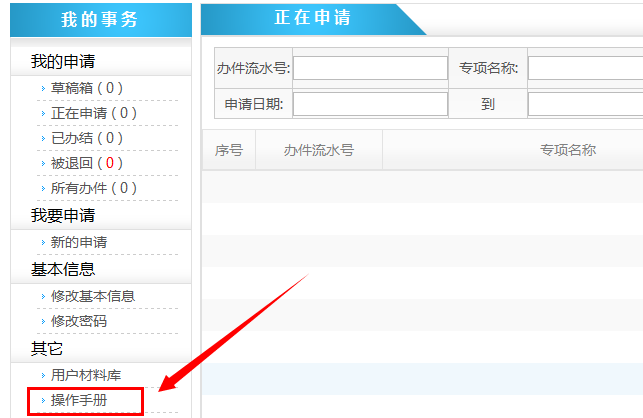 我的事务
我的申请
草稿箱(0)
正在申请(0)
已办结(0)
被退回(0)
所有办件(0)
我要申请
新的申请
基本信息
修改基本信息
修改密码
其它
用户材料库
操作手册
正在申请
办件流水号: 专项名称:
申请日期: 到
序号 办件流水号 专项名称